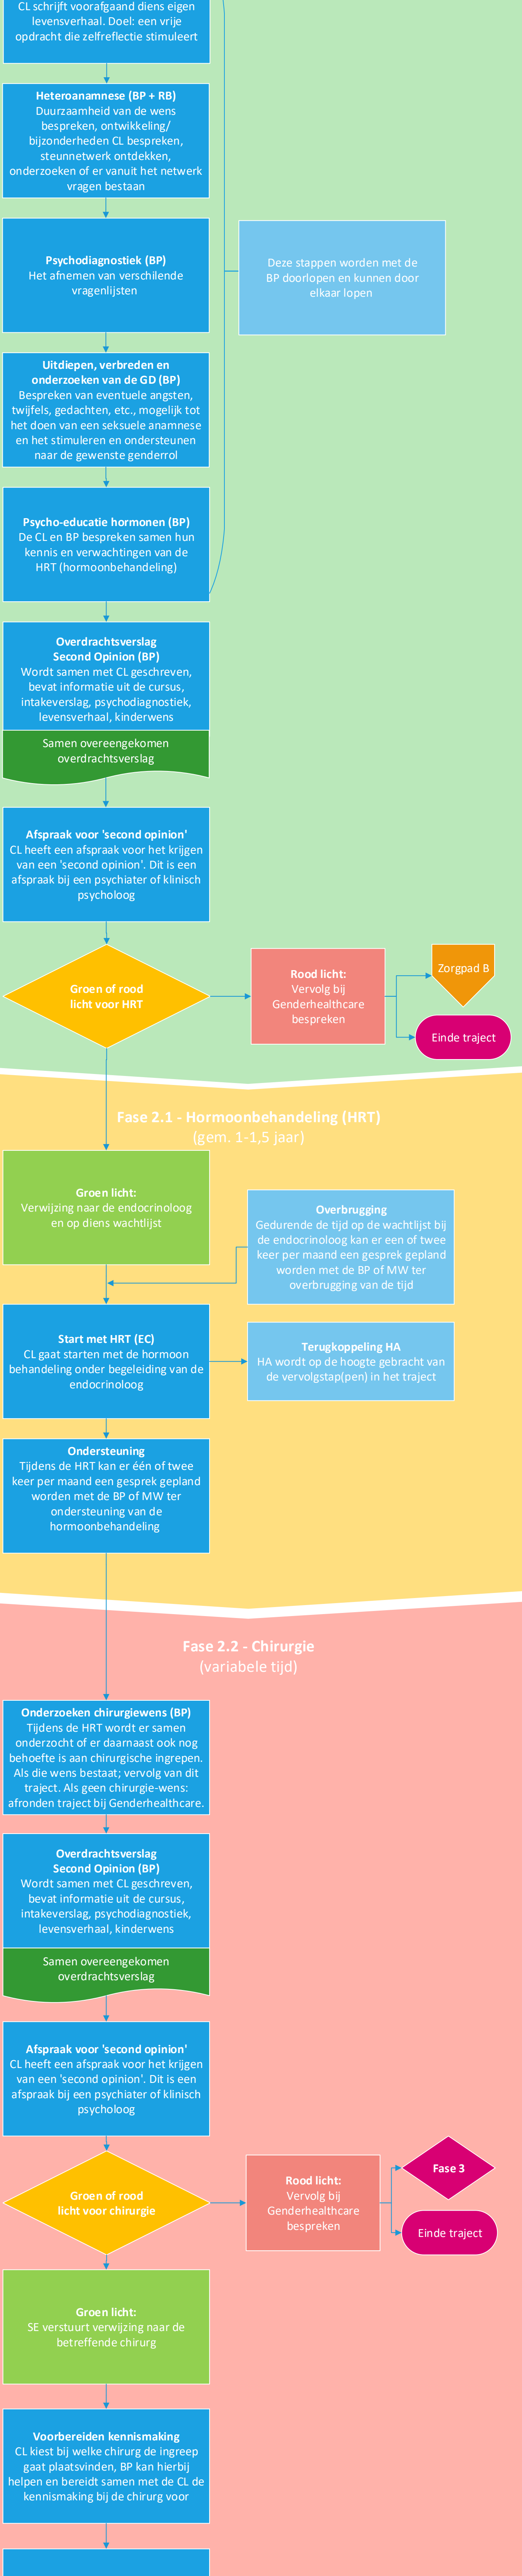 CL schrijft voorafgaand diens eigen
levensverhaal. Doel: een vrije
opdracht die zelfreflectie stimuleert
Heteroanamnese (BP + RB)
Duurzaamheid van de wens
bespreken, ontwikkeling/
bijzonderheden CL bespreken,
steunnetwerk ontdekken,
onderzoeken of er vanuit het netwerk
vragen bestaan
Psychodiagnostiek (BP)
Het afnemen van verschilende
vragenlijsten
Deze stappen worden met de
BP doorlopen en kunnen door
elkaar lopen
Uitdiepen, verbreden en
onderzoeken van de GD (BP)
Bespreken van eventuele angsten,
twijfels, gedachten, etc., mogelijk tot
het doen van een seksuele anamnese
en het stimuleren en ondersteunen
naar de gewenste genderrol
Psycho-educatie hormonen (BP)
De CL en BP bespreken samen hun
kennis en verwachtingen van de
HRT (hormoonbehandeling)
Overdrachtsverslag
Second Opinion (BP)
Wordt samen met CL geschreven,
bevat informatie uit de cursus,
intakeverslag, psychodiagnostiek,
levensverhaal, kinderwens
Samen overeengekomen
overdrachtsverslag
Afspraak voor 'second opinion'
CL heeft een afspraak voor het krijgen
van een 'second opinion'. Dit is een
afspraak bij een psychiater of klinisch
psycholoog
Groen of rood
licht voor HRT
Rood licht:
Vervolg bij
Genderhealthcare
bespreken
Zorgpad B
Einde traject
Fase 2.1 - Hormoonbehandeling (HRT)
(gem. 1-1,5 jaar)
Groen licht:
Verwijzing naar de endocrinoloog
en op diens wachtlijst
Overbrugging
Gedurende de tijd op de wachtlijst bij
de endocrinoloog kan er een of twee
keer per maand een gesprek gepland
worden met de BP of MW ter
overbrugging van de tijd
Start met HRT (EC)
CL gaat starten met de hormoon
behandeling onder begeleiding van de
endocrinoloog
Terugkoppeling HA
HA wordt op de hoogte gebracht van
de vervolgstap(pen) in het traject
Ondersteuning
Tijdens de HRT kan er één of twee
keer per maand een gesprek gepland
worden met de BP of MW ter
ondersteuning van de
hormoonbehandeling
Fase 2.2 - Chirurgie
(variabele tijd)
Onderzoeken chirurgiewens (BP)
Tijdens de HRT wordt er samen
onderzocht of er daarnaast ook nog
behoefte is aan chirurgische ingrepen.
Als die wens bestaat; vervolg van dit
traject. Als geen chirurgie-wens:
afronden traject bij Genderhealthcare.
Overdrachtsverslag
Second Opinion (BP)
Wordt samen met CL geschreven,
bevat informatie uit de cursus,
intakeverslag, psychodiagnostiek,
levensverhaal, kinderwens
Samen overeengekomen
overdrachtsverslag
Afspraak voor 'second opinion'
CL heeft een afspraak voor het krijgen
van een 'second opinion'. Dit is een
afspraak bij een psychiater of klinisch
psycholoog
Groen of rood
licht voor chirurgie
Rood licht:
Vervolg bij
Genderhealthcare
bespreken
Fase 3
Einde traject
Groen licht:
SE verstuurt verwijzing naar de
betreffende chirurg
Voorbereiden kennismaking
CL kiest bij welke chirurg de ingreep
gaat plaatsvinden, BP kan hierbij
helpen en bereidt samen met de CL de
kennismaking bij de chirurg voor